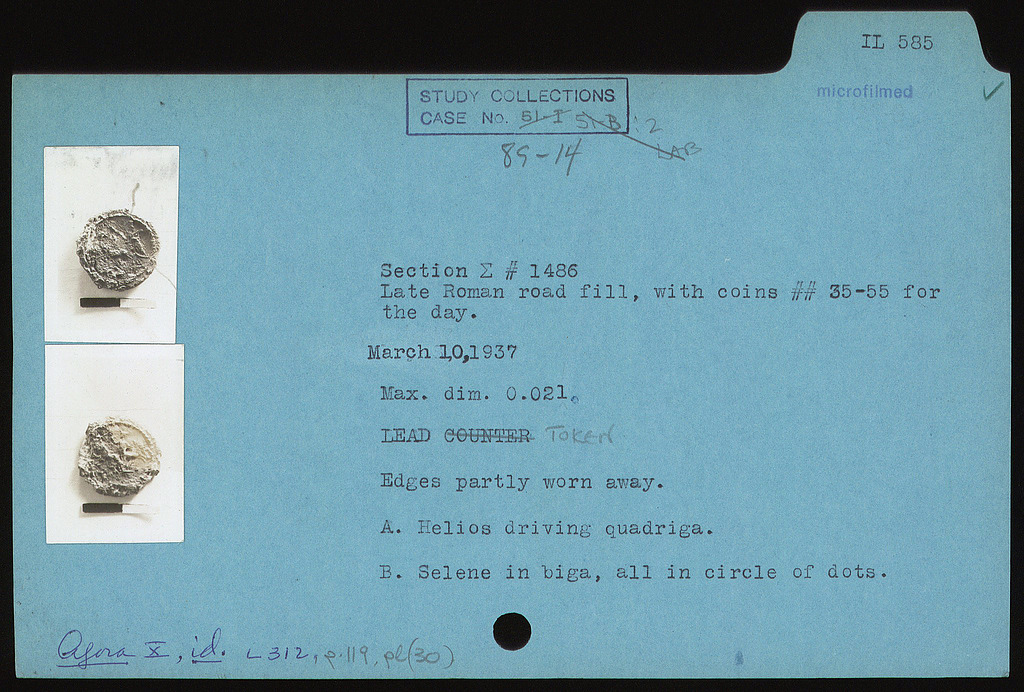 IL 585
microfilmed ✓
STUDY COLLECTIONS
CASE No. 51-I 51-B:2
LAB
89-14
Section Σ # 1486
Late Roman road fill, with coins ## 35-55 for
the day.
March 10,1937
Max. dim. 0.021.
LEAD COUNTER TOKEN
Edges partly worn away.
A. Helios driving quadriga.
B. Selene in biga, all in circle of dots.
Agora X, id. L312, p.119, pl(30)